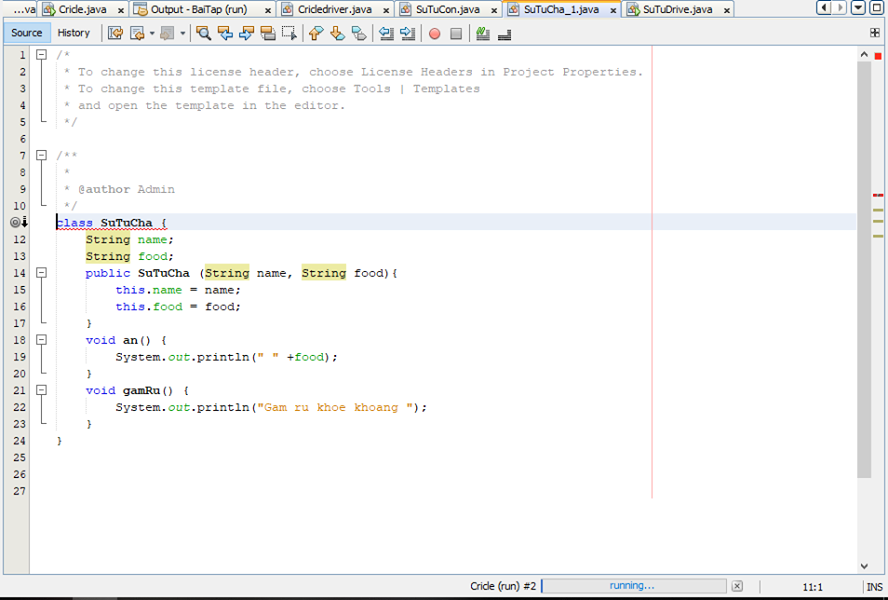 ...va Cricle.java Output - BaiTap (run) Cricledriver.java SuTuCon.java SuTuCha_1.java SuTuDrive.java
Source History
1 /*
2 * To change this license header, choose License Headers in Project Properties.
3 * To change this template file, choose Tools | Templates
4 * and open the template in the editor.
5 */
6
7 /**
8 *
9 * @author Admin
10 */
class SuTuCha {
12 String name;
13 String food;
14 public SuTuCha (String name, String food){
15 this.name = name;
16 this.food = food;
17 }
18 void an() {
19 System.out.println(" " +food);
20 }
21 void gamRu() {
22 System.out.println("Gam ru khoe khoang ");
23 }
24 }
25
26
27
Cricle (run) #2 running... 11:1 INS